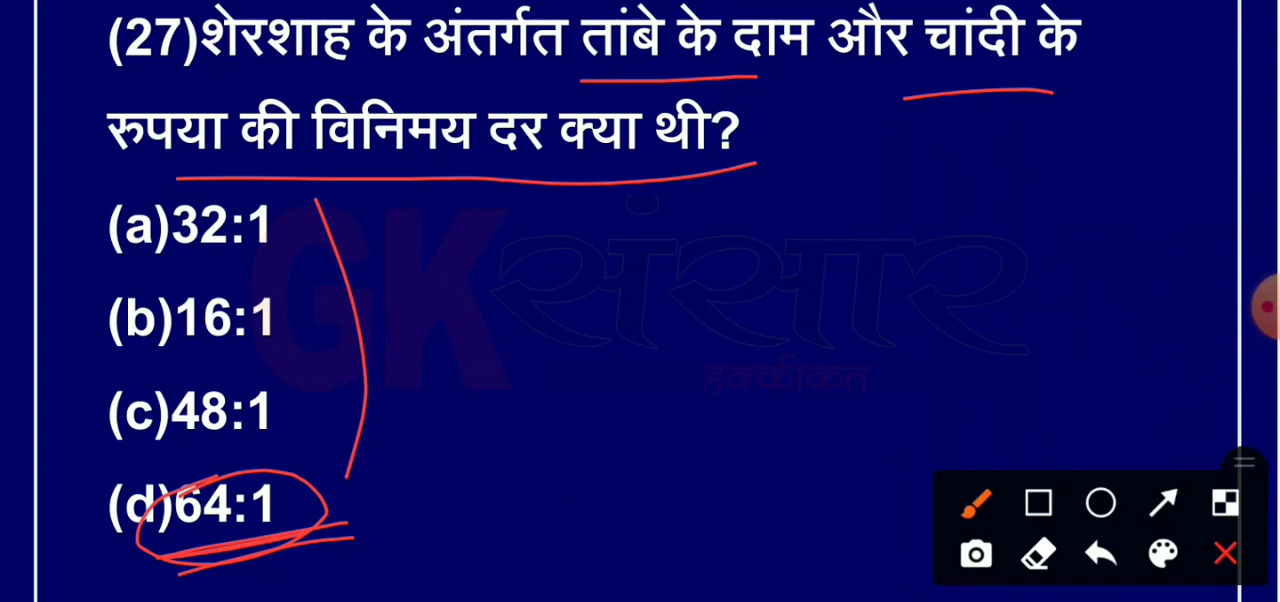 (27)शेरशाह के अंतर्गत तांबे के दाम और चांदी के
रुपया की विनिमय दर क्या थी?
(a)32:1
(b)16:1
(c)48:1
(d)64:1
GK संसार
हक्कीकत